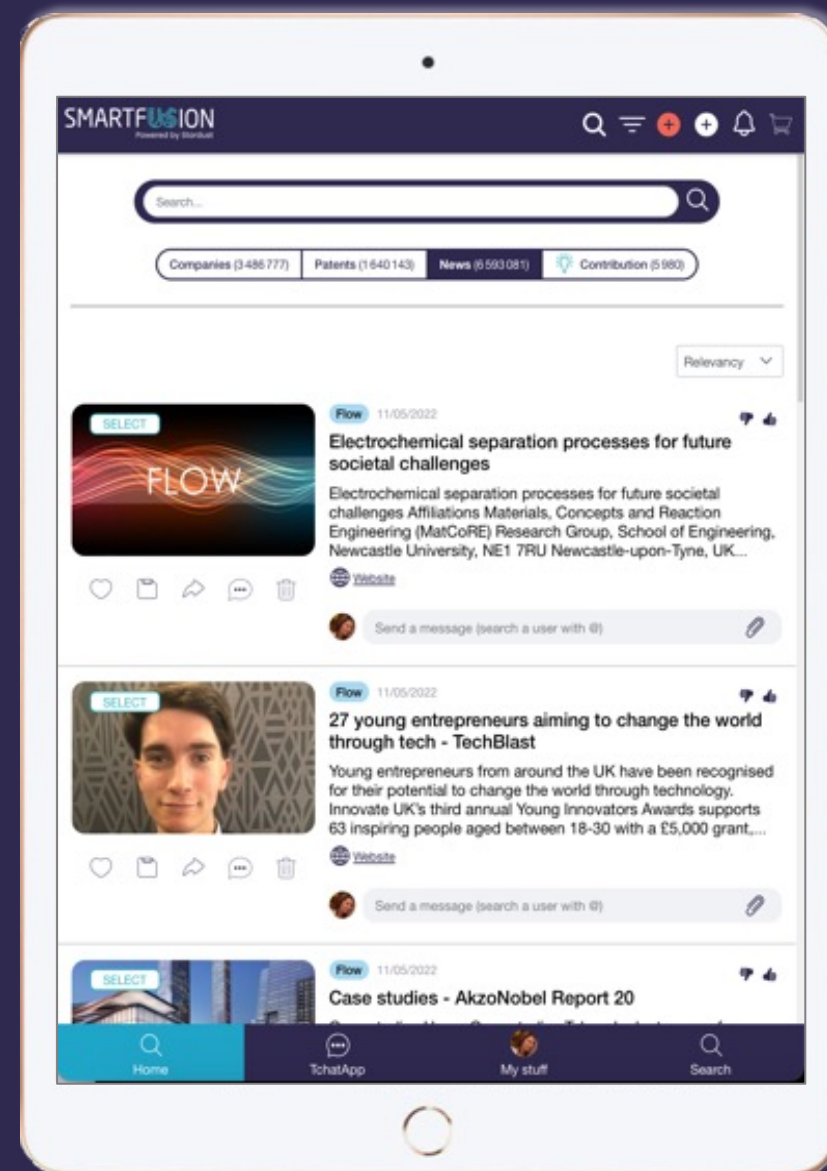 SMARTFUSION
Powered by Stardust
Search...
Companies (3 486 777)
Patents (1 640 143)
News (6 593 081)
Contribution (5 980)
Relevancy
SELECT
FLOW
Flow 11/05/2022
Electrochemical separation processes for future
societal challenges
Electrochemical separation processes for future societal
challenges Affiliations Materials, Concepts and Reaction
Engineering (MatCoRE) Research Group, School of Engineering,
Newcastle University, NE1 7RU Newcastle-upon-Tyne, UK...
Website
Send a message (search a user with @)
SELECT
Flow 11/05/2022
27 young entrepreneurs aiming to change the world
through tech - TechBlast
Young entrepreneurs from around the UK have been recognised
for their potential to change the world through technology.
Innovate UK's third annual Young Innovators Awards supports
63 inspiring people aged between 18-30 with a £5,000 grant,...
Website
Send a message (search a user with @)
SELECT
Flow 11/05/2022
Case studies - AkzoNobel Report 20
Home
TchatApp
My stuff
Search